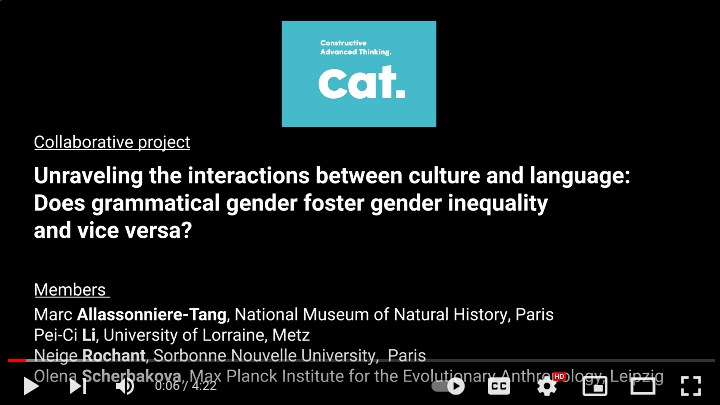 Constructive
Advanced Thinking.
cat.
Collaborative project
Unraveling the interactions between culture and language:
Does grammatical gender foster gender inequality
and vice versa?
Members
Marc Allassonniere-Tang, National Museum of Natural History, Paris
Pei-Ci Li, University of Lorraine, Metz
Neige Rochant, Sorbonne Nouvelle University, Paris
Olena Scherbakova, Max Planck Institute for the Evolutionary Anthropology, Leipzig
0:06 / 4:22
CC
HD